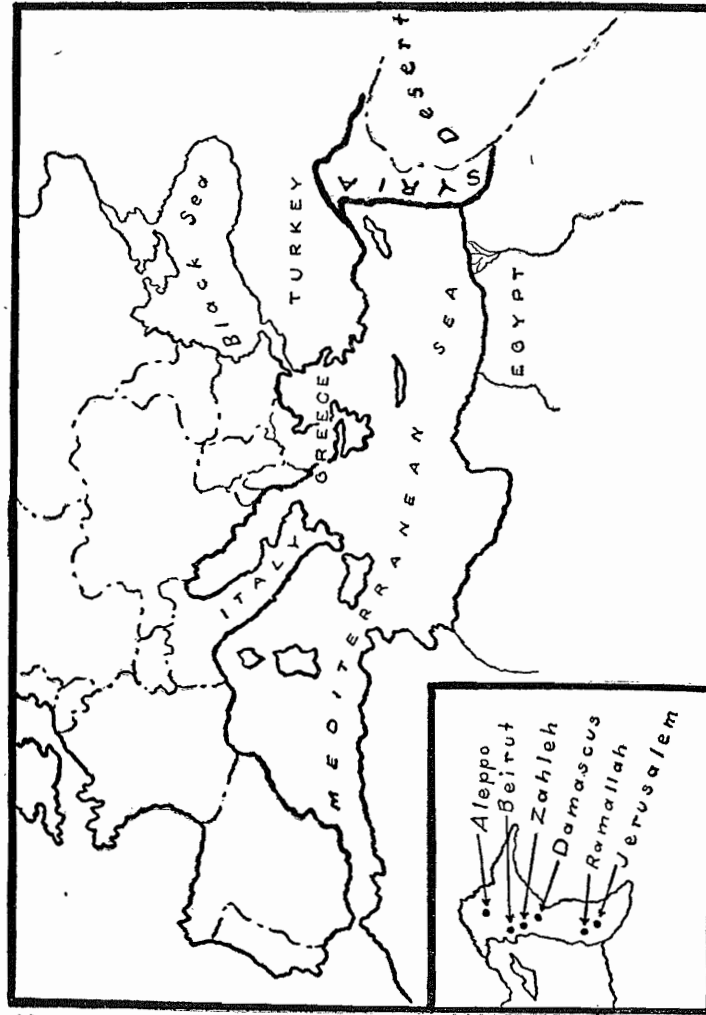 Black Sea
TURKEY
GREECE
ITALY
SYRIA
Desert
MEDITERRANEAN SEA
EGYPT
Aleppo
Beirut
Zahleh
Damascus
Ramallah
Jerusalem